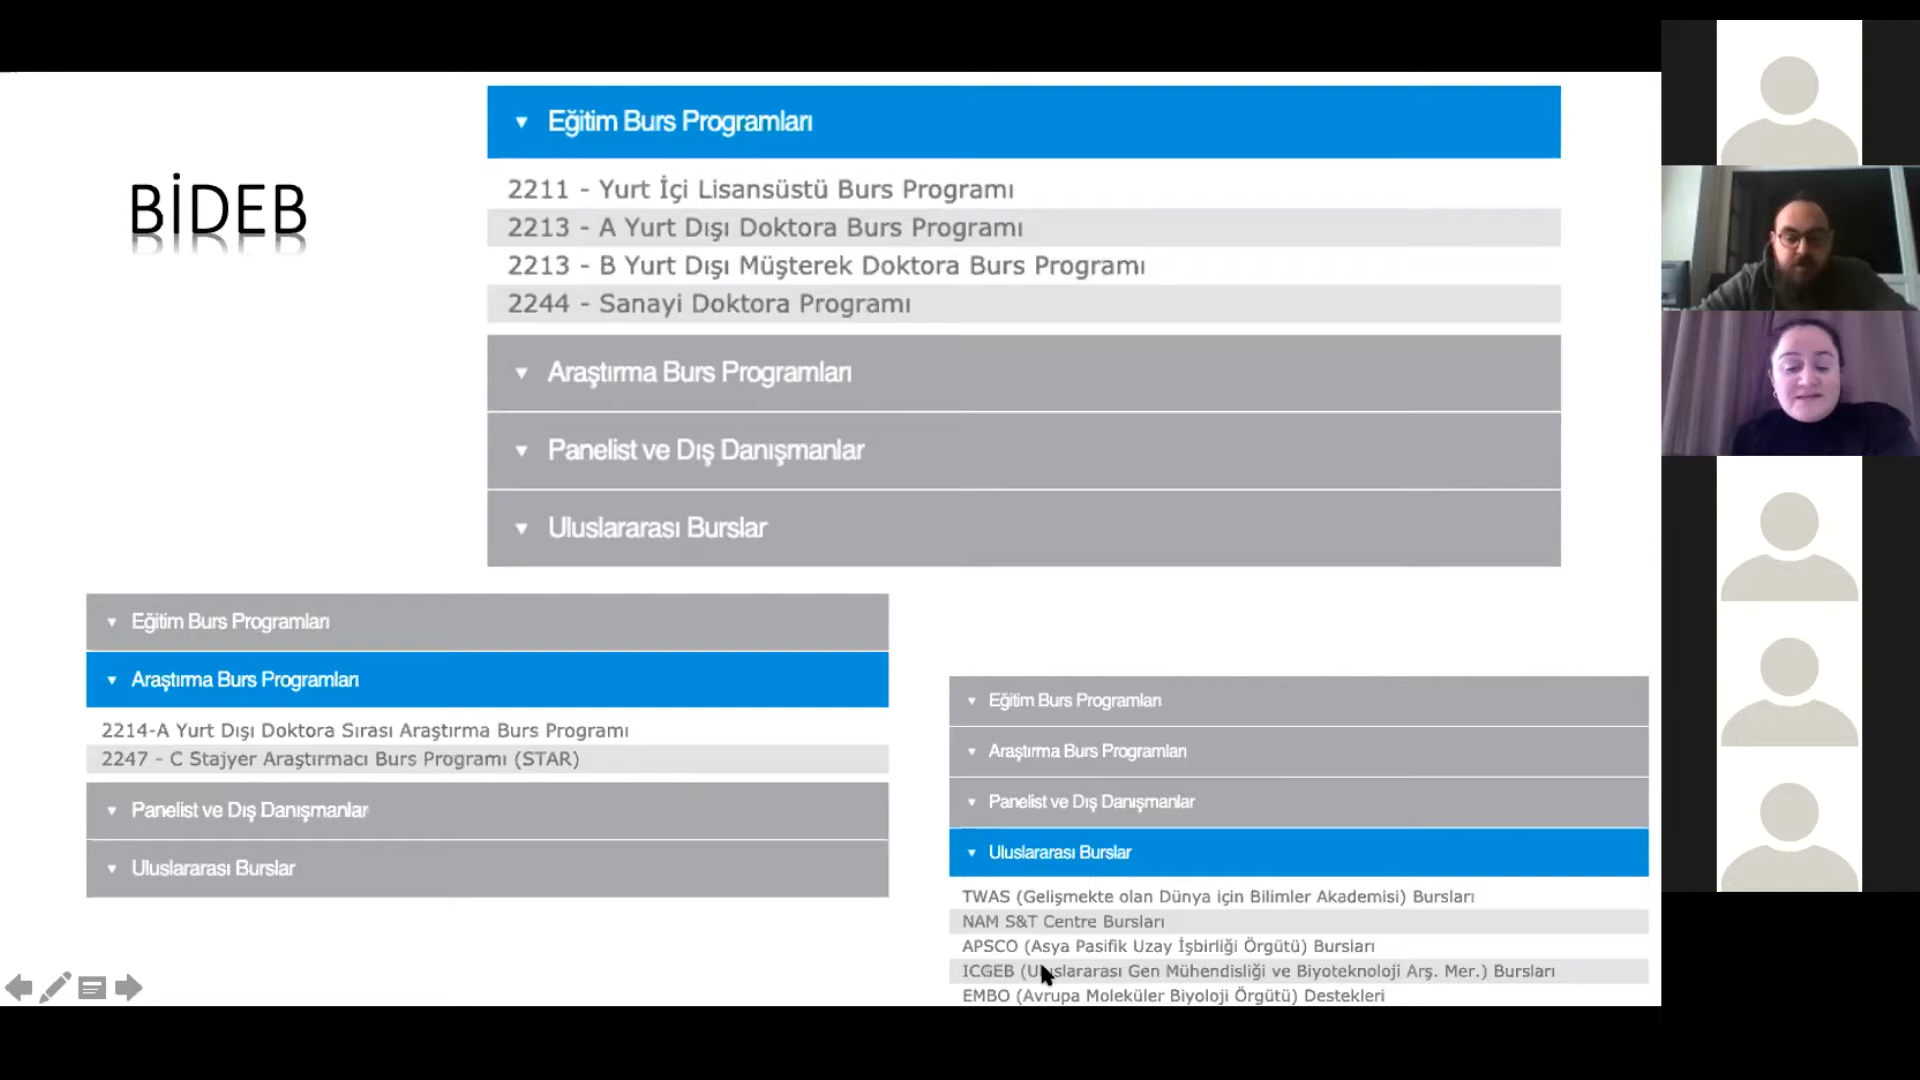 BİDEB
Eğitim Burs Programları
2211 - Yurt İçi Lisansüstü Burs Programı
2213 - A Yurt Dışı Doktora Burs Programı
2213 - B Yurt Dışı Müşterek Doktora Burs Programı
2244 - Sanayi Doktora Programı
Araştırma Burs Programları
Panelist ve Dış Danışmanlar
Uluslararası Burslar
Eğitim Burs Programları
Araştırma Burs Programları
2214-A Yurt Dışı Doktora Sırası Araştırma Burs Programı
2247 - C Stajyer Araştırmacı Burs Programı (STAR)
Panelist ve Dış Danışmanlar
Uluslararası Burslar
Eğitim Burs Programları
Araştırma Burs Programları
Panelist ve Dış Danışmanlar
Uluslararası Burslar
TWAS (Gelişmekte olan Dünya için Bilimler Akademisi) Bursları
NAM S&T Centre Bursları
APSCO (Asya Pasifik Uzay İşbirliği Örgütü) Bursları
ICGEB (Uluslararası Gen Mühendisliği ve Biyoteknoloji Arş. Mer.) Bursları
EMBO (Avrupa Moleküler Biyoloji Örgütü) Destekleri